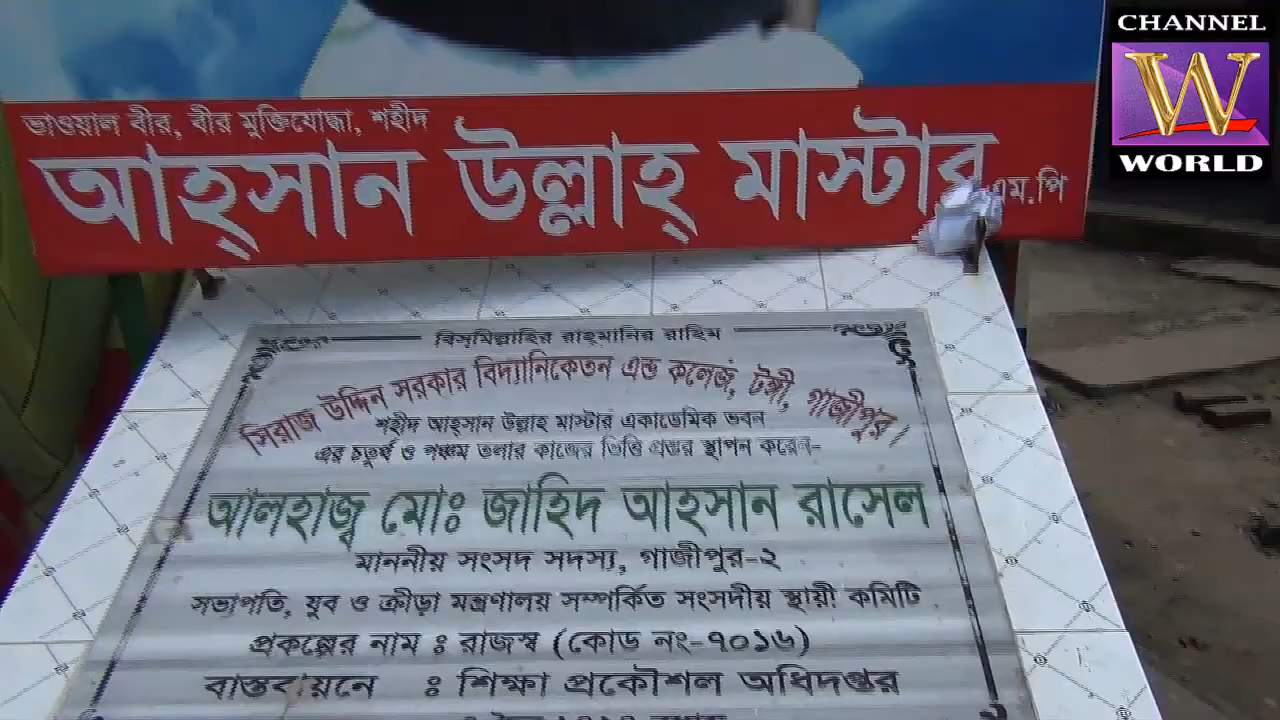 CHANNEL
W
WORLD
ভাওয়াল বীর, বীর মুক্তিযোদ্ধা, শহীদ
আহ্সান উল্লাহ্ মাস্টার এম.পি
বিস্‌মিল্লাহির রাহ্‌মানির রাহিম
সিরাজ উদ্দিন সরকার বিদ্যানিকেতন এন্ড কলেজ, টঙ্গী, গাজীপুর।
শহীদ আহ্সান উল্লাহ মাস্টার একাডেমিক ভবন
এর চতুর্থ ও পঞ্চম তলার কাজের ভিত্তি প্রস্তর স্থাপন করেন-
আলহাজ্ব মোঃ জাহিদ আহসান রাসেল
মাননীয় সংসদ সদস্য, গাজীপুর-২
সভাপতি, যুব ও ক্রীড়া মন্ত্রণালয় সম্পর্কিত সংসদীয় স্থায়ী কমিটি
প্রকল্পের নাম ঃ রাজস্ব (কোড নং-৭০১৬)
বাস্তবায়নে ঃ শিক্ষা প্রকৌশল অধিদপ্তর